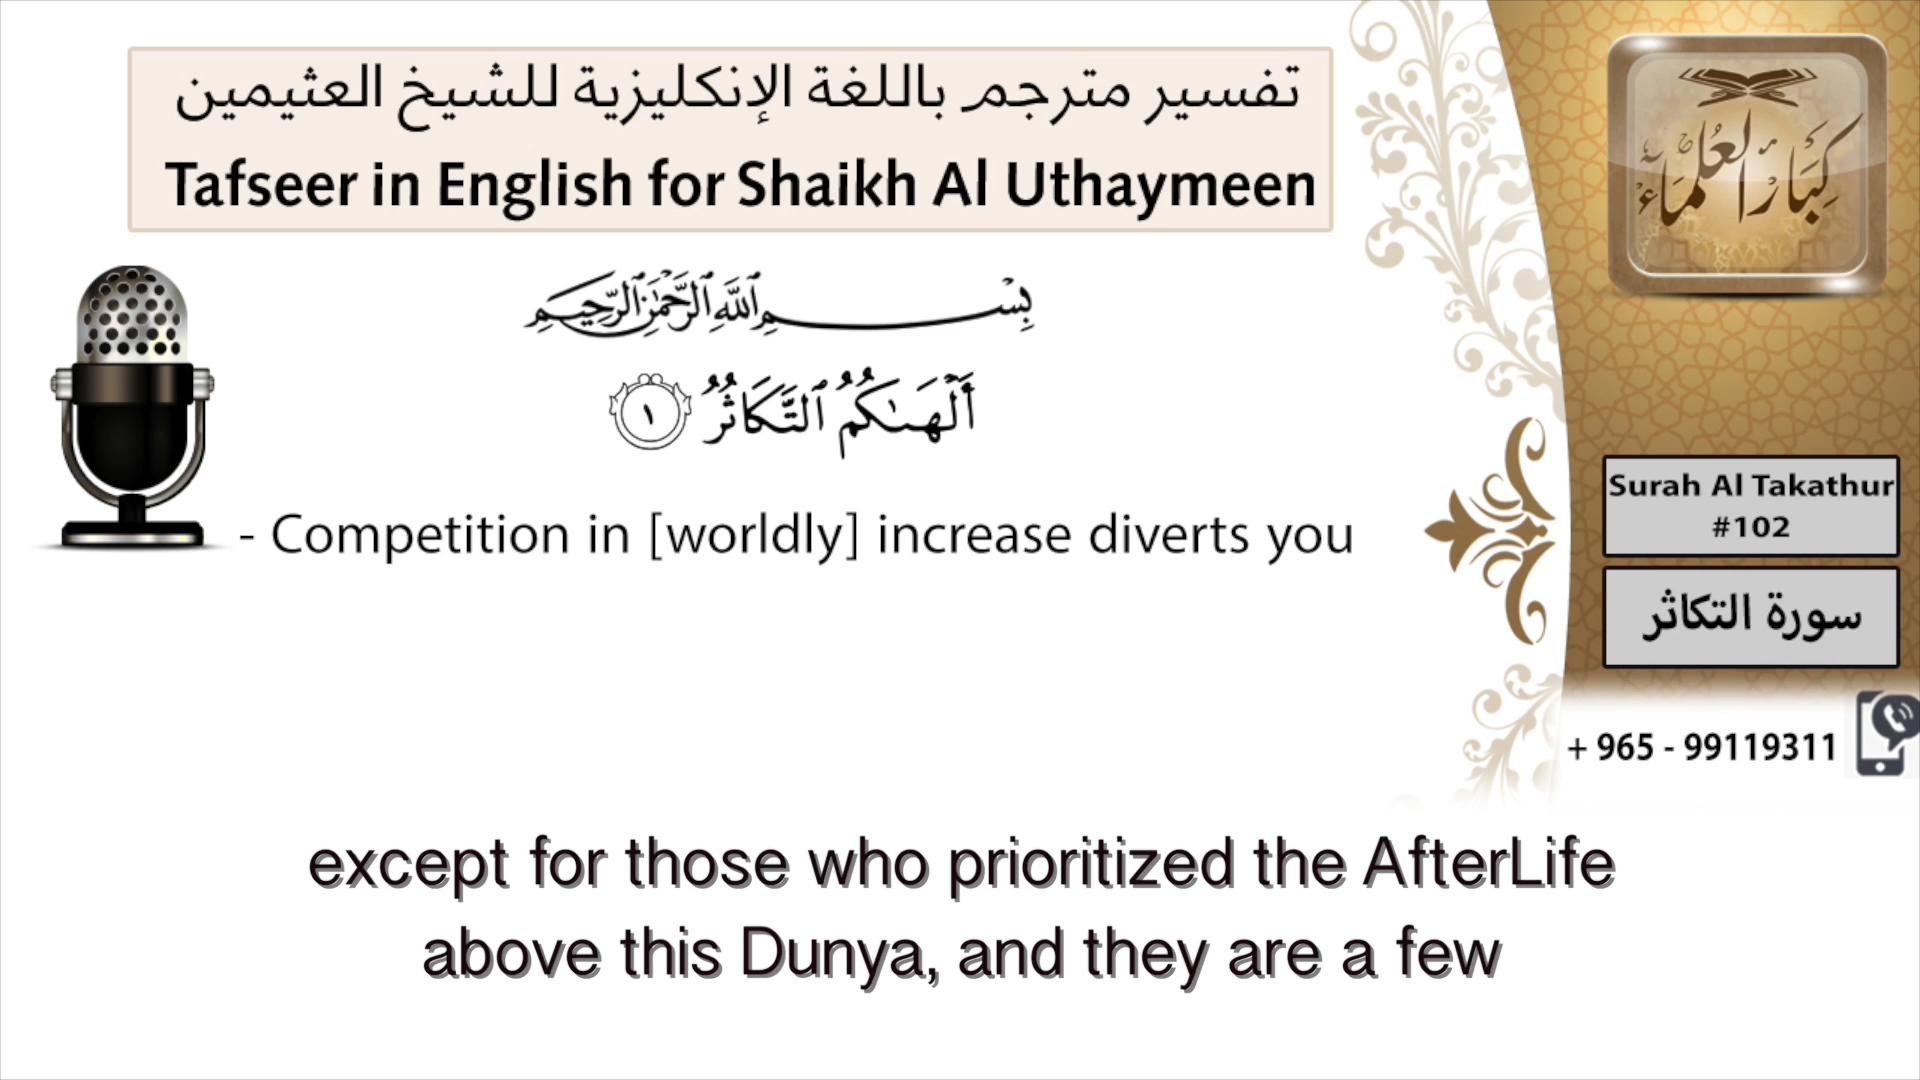 تفسير مترجم باللغة الإنكليزية للشيخ العثيمين
Tafseer in English for Shaikh Al Uthaymeen
بِسْمِ ٱللَّهِ ٱلرَّحْمَٰنِ ٱلرَّحِيمِ
أَلْهَىٰكُمُ ٱلتَّكَاثُرُ ١
- Competition in [worldly] increase diverts you
كِبَارُ العُلَمَاءِ
Surah Al Takathur
#102
سورة التكاثر
+ 965 - 99119311
except for those who prioritized the AfterLife
above this Dunya, and they are a few